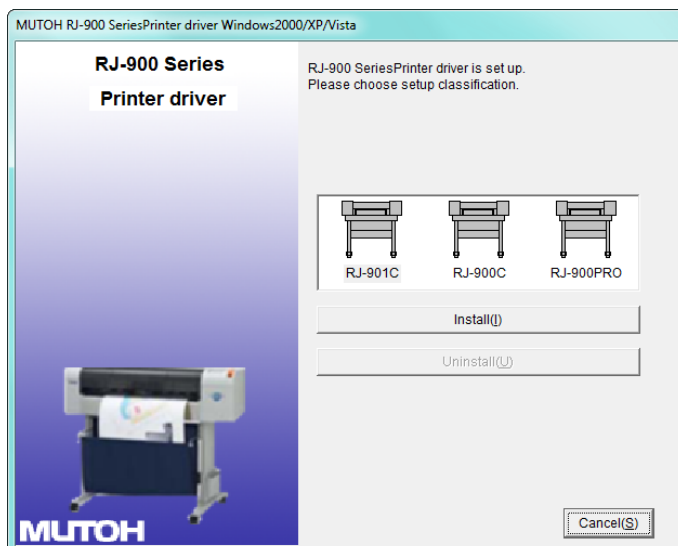 MUTOH RJ-900 SeriesPrinter driver Windows2000/XP/Vista
RJ-900 Series
Printer driver
RJ-900 SeriesPrinter driver is set up.
Please choose setup classification.
RJ-901C RJ-900C RJ-900PRO
Install(I)
Uninstall(U)
MUTOH
Cancel(S)